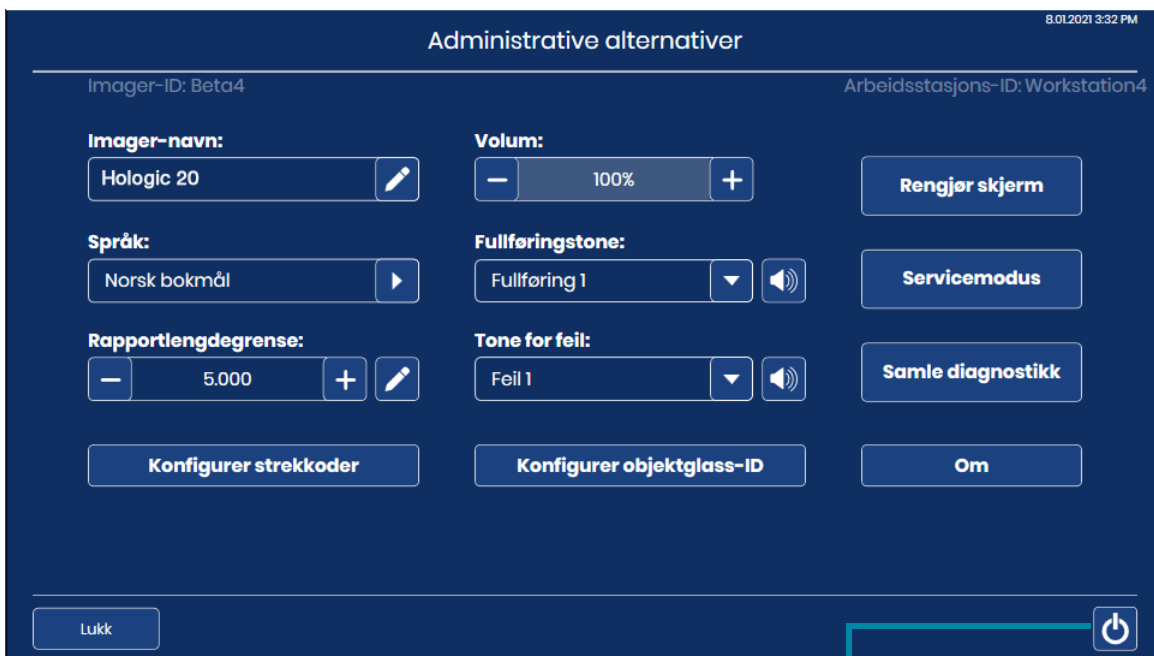 8.01.2021 3:32 PM
Administrative alternativer
Imager-ID: Beta4
Arbeidsstasjons-ID: Workstation4
Imager-navn:
Hologic 20
Volum:
100%
Rengjør skjerm
Språk:
Norsk bokmål
Fullføringstone:
Fullføring 1
Servicemodus
Rapportlengdegrense:
5.000
Tone for feil:
Feil 1
Samle diagnostikk
Konfigurer strekkoder
Konfigurer objektglass-ID
Om
Lukk